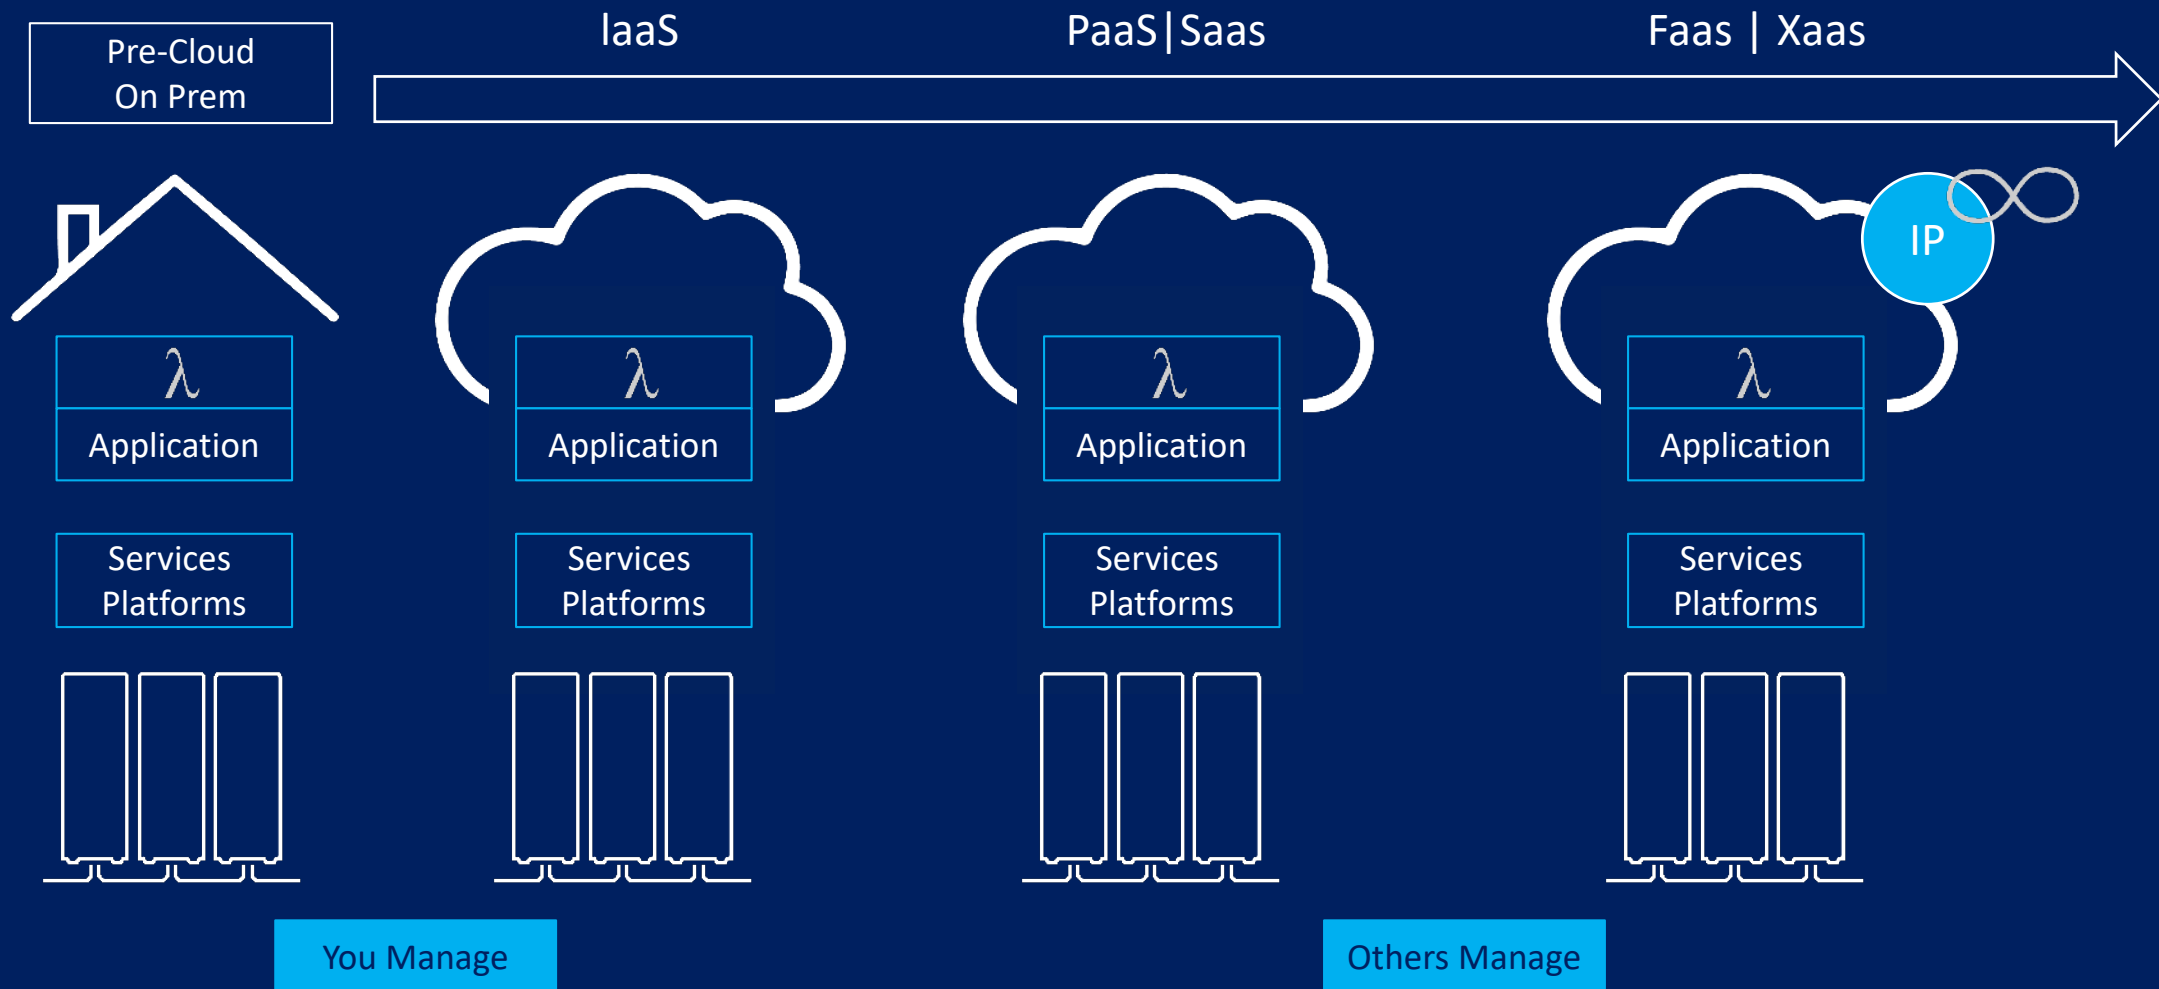 Pre-Cloud
On Prem
IaaS
PaaS|Saas
Faas | Xaas
IP
λ
Application
Services
Platforms
λ
Application
Services
Platforms
λ
Application
Services
Platforms
λ
Application
Services
Platforms
You Manage
Others Manage